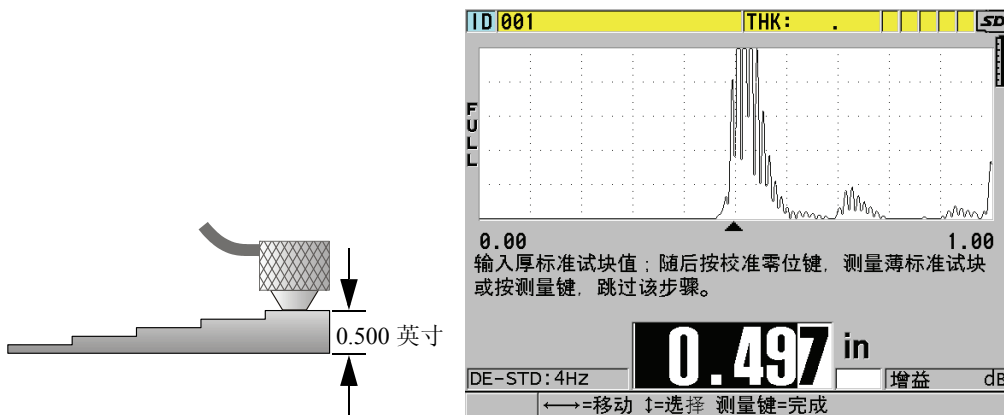 ID 001 THK: . SD
FULL
0.00 1.00
输入厚标准试块值；随后按校准零位键，测量薄标准试块
或按测量键，跳过该步骤。
0.500 英寸
0.497 in
DE-STD:4Hz 增益 dB
←→=移动 ↕=选择 测量键=完成